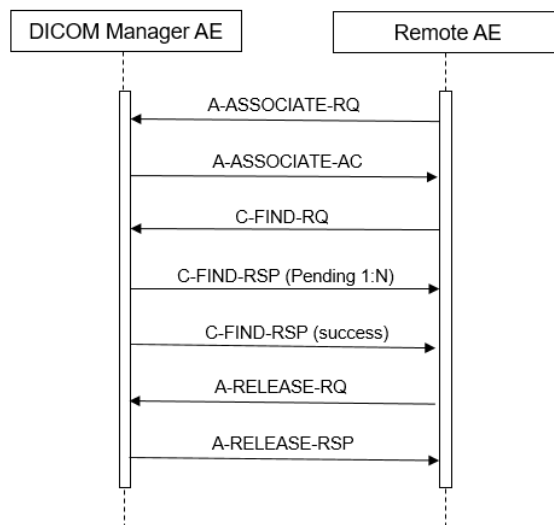 DICOM Manager AE
Remote AE
A-ASSOCIATE-RQ
A-ASSOCIATE-AC
C-FIND-RQ
C-FIND-RSP (Pending 1:N)
C-FIND-RSP (success)
A-RELEASE-RQ
A-RELEASE-RSP